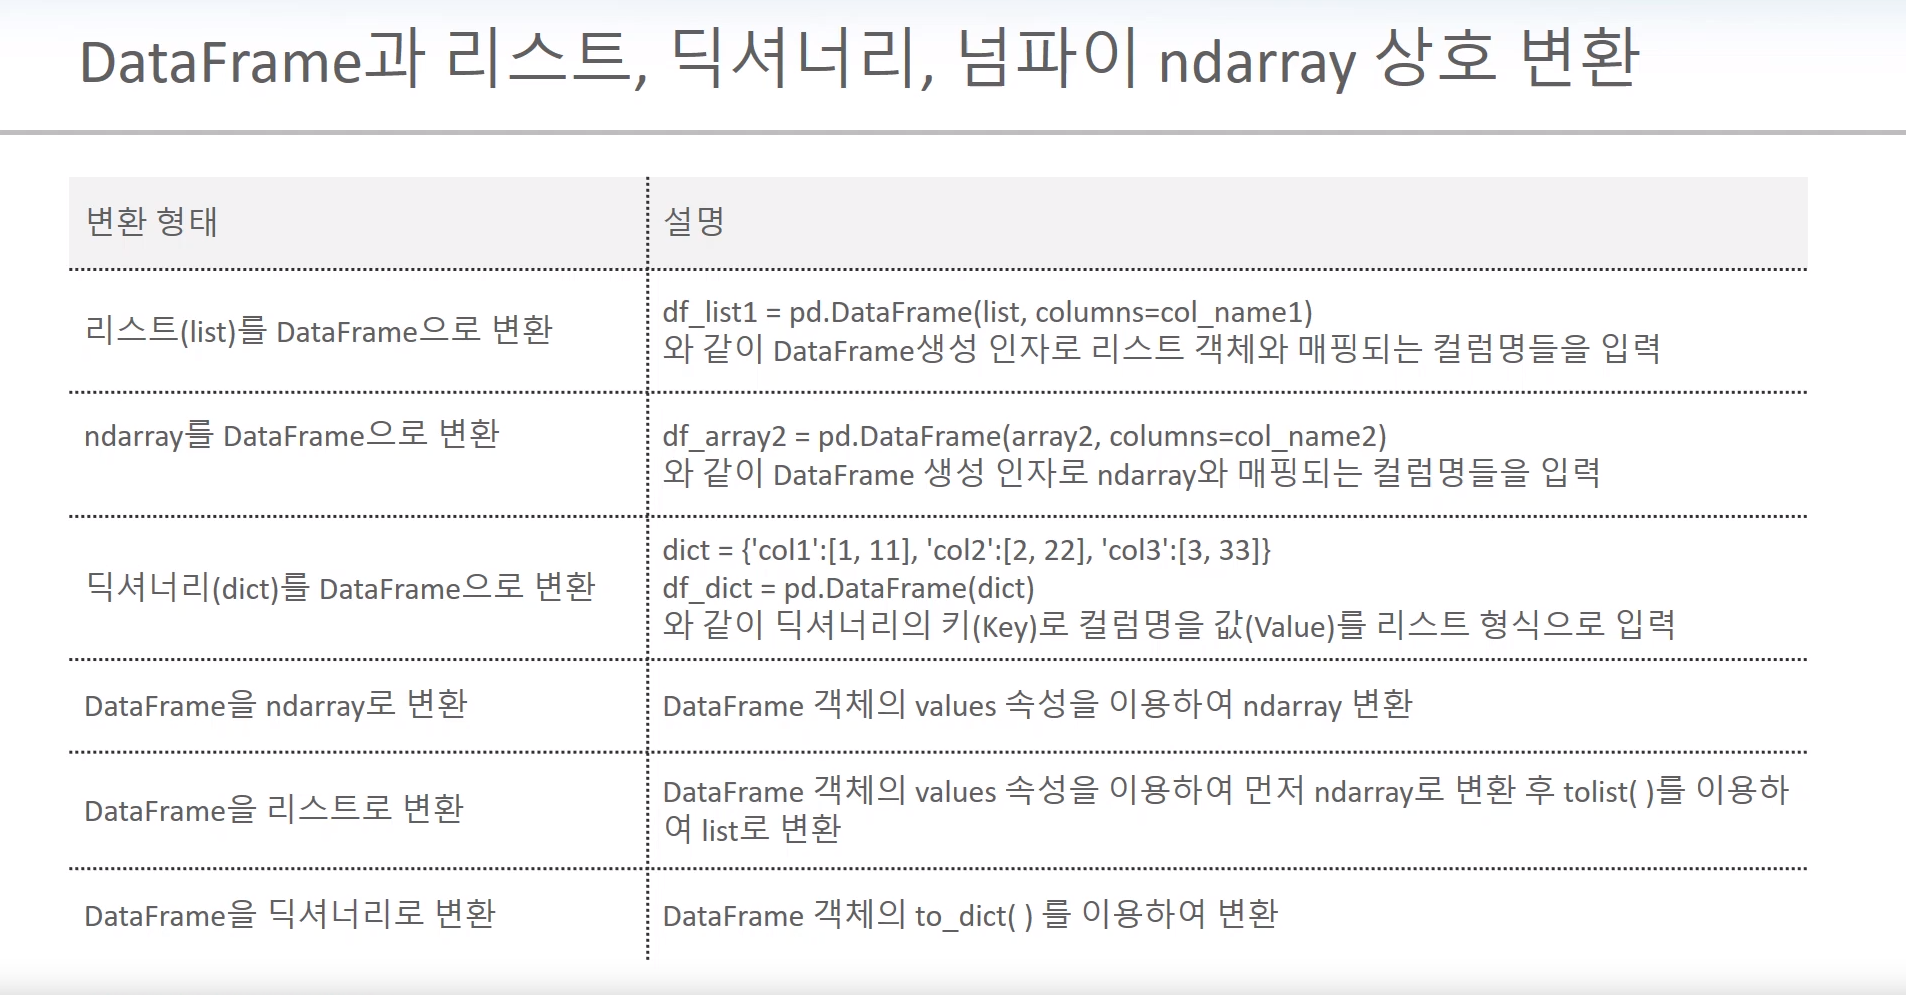 DataFrame과 리스트, 딕셔너리, 넘파이 ndarray 상호 변환
변환 형태
설명
리스트(list)를 DataFrame으로 변환
df_list1 = pd.DataFrame(list, columns=col_name1)
와 같이 DataFrame생성 인자로 리스트 객체와 매핑되는 컬럼명들을 입력
ndarray를 DataFrame으로 변환
df_array2 = pd.DataFrame(array2, columns=col_name2)
와 같이 DataFrame 생성 인자로 ndarray와 매핑되는 컬럼명들을 입력
딕셔너리(dict)를 DataFrame으로 변환
dict = {'col1':[1, 11], 'col2':[2, 22], 'col3':[3, 33]}
df_dict = pd.DataFrame(dict)
와 같이 딕셔너리의 키(Key)로 컬럼명을 값(Value)를 리스트 형식으로 입력
DataFrame을 ndarray로 변환
DataFrame 객체의 values 속성을 이용하여 ndarray 변환
DataFrame을 리스트로 변환
DataFrame 객체의 values 속성을 이용하여 먼저 ndarray로 변환 후 tolist( )를 이용하
여 list로 변환
DataFrame을 딕셔너리로 변환
DataFrame 객체의 to_dict( ) 를 이용하여 변환